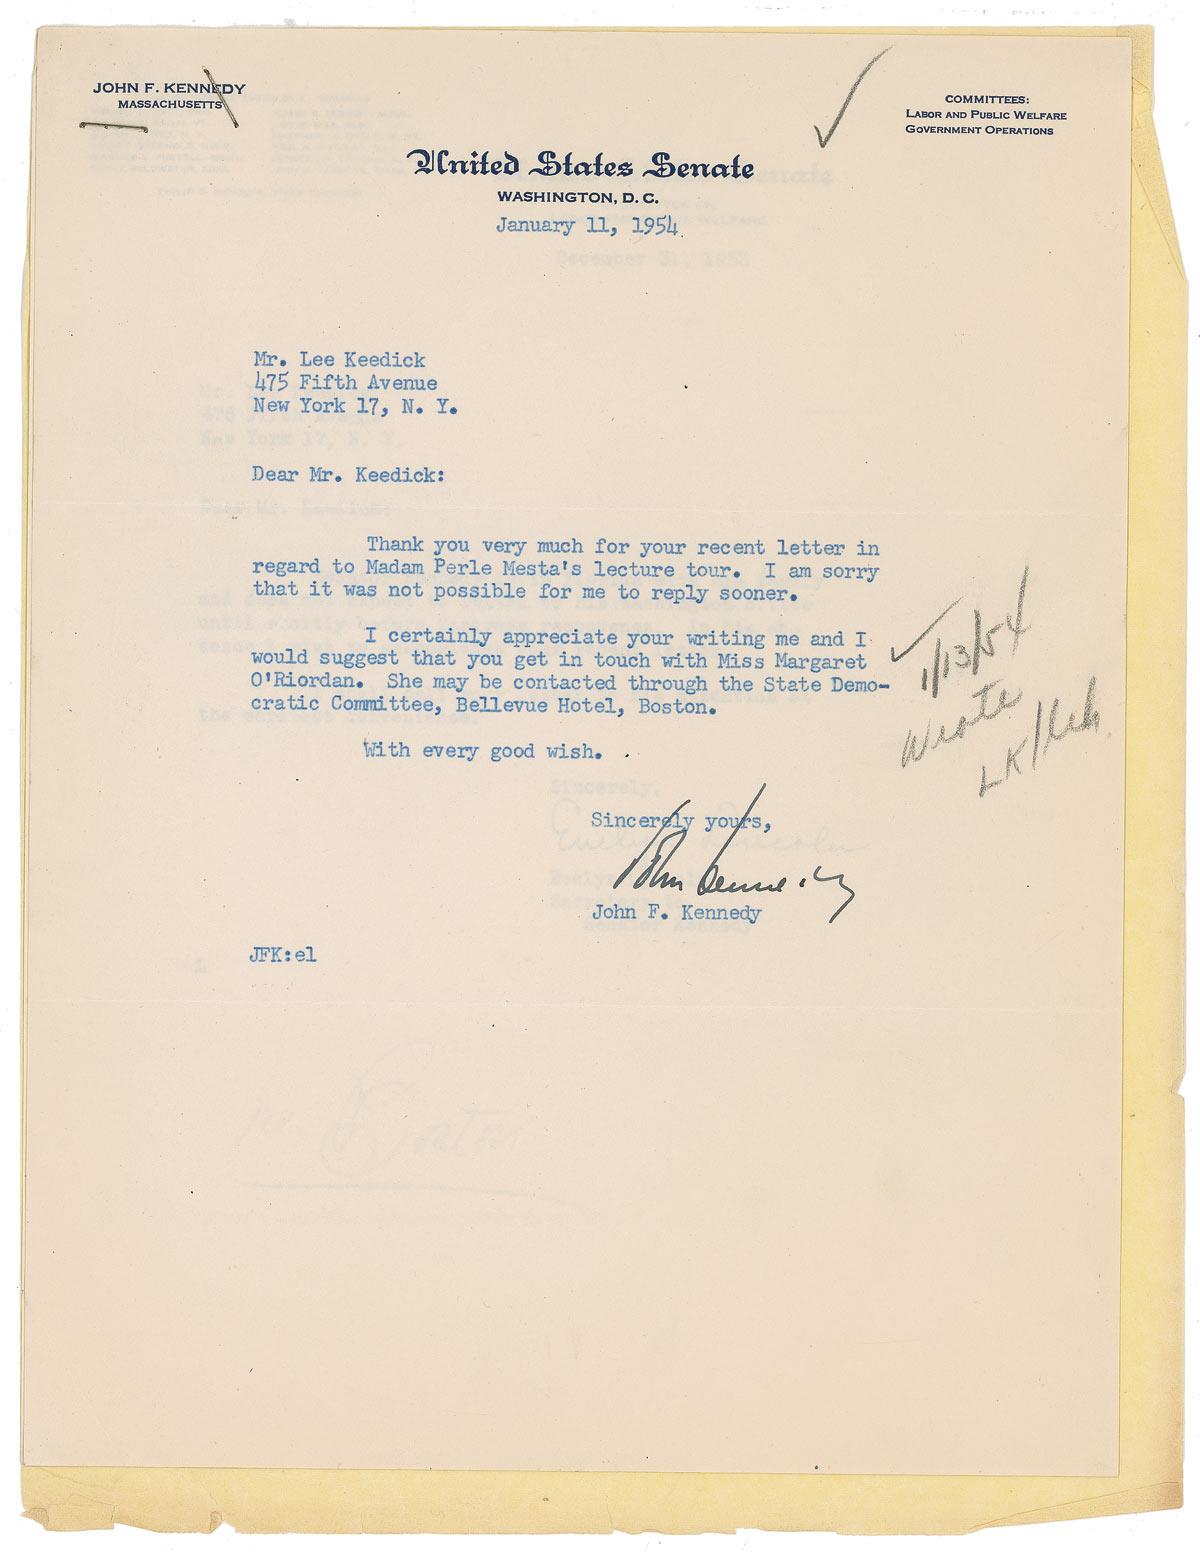 JOHN F. KENNEDY
MASSACHUSETTS
COMMITTEES:
LABOR AND PUBLIC WELFARE
GOVERNMENT OPERATIONS
United States Senate
WASHINGTON, D. C.
January 11, 1954
December 31, 1953
Mr. Lee Keedick
475 Fifth Avenue
New York 17, N. Y.
Dear Mr. Keedick:
Thank you very much for your recent letter in
regard to Madam Perle Mesta's lecture tour. I am sorry
that it was not possible for me to reply sooner.
I certainly appreciate your writing me and I
would suggest that you get in touch with Miss Margaret
O'Riordan. She may be contacted through the State Demo-
cratic Committee, Bellevue Hotel, Boston.
With every good wish.
1/13/54
Wrote
LK/
Sincerely yours,
John Kennedy
John F. Kennedy
JFK:el